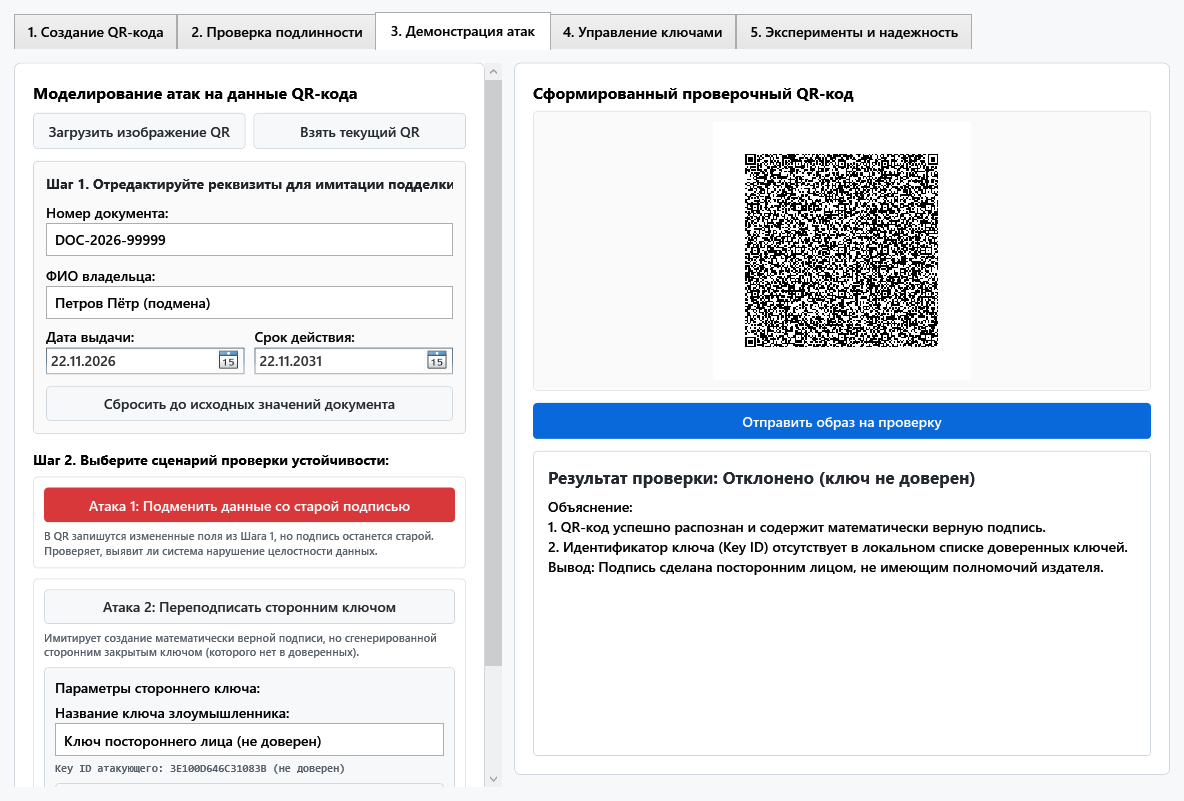 1. Создание QR-кода
2. Проверка подлинности
3. Демонстрация атак
4. Управление ключами
5. Эксперименты и надежность
Моделирование атак на данные QR-кода
Загрузить изображение QR
Взять текущий QR
Шаг 1. Отредактируйте реквизиты для имитации подделки
Номер документа:
DOC-2026-99999
ФИО владельца:
Петров Пётр (подмена)
Дата выдачи:
Срок действия:
22.11.2026
15
22.11.2031
15
Сбросить до исходных значений документа
Шаг 2. Выберите сценарий проверки устойчивости:
Атака 1: Подменить данные со старой подписью
В QR запишутся измененные поля из Шага 1, но подпись останется старой.
Проверяет, выявит ли система нарушение целостности данных.
Атака 2: Переподписать сторонним ключом
Имитирует создание математически верной подписи, но сгенерированной
сторонним закрытым ключом (которого нет в доверенных).
Параметры стороннего ключа:
Название ключа злоумышленника:
Ключ постороннего лица (не доверен)
Key ID атакующего: 3E100D646C31083B (не доверен)
Сформированный проверочный QR-код
Отправить образ на проверку
Результат проверки: Отклонено (ключ не доверен)
Объяснение:
1. QR-код успешно распознан и содержит математически верную подпись.
2. Идентификатор ключа (Key ID) отсутствует в локальном списке доверенных ключей.
Вывод: Подпись сделана посторонним лицом, не имеющим полномочий издателя.